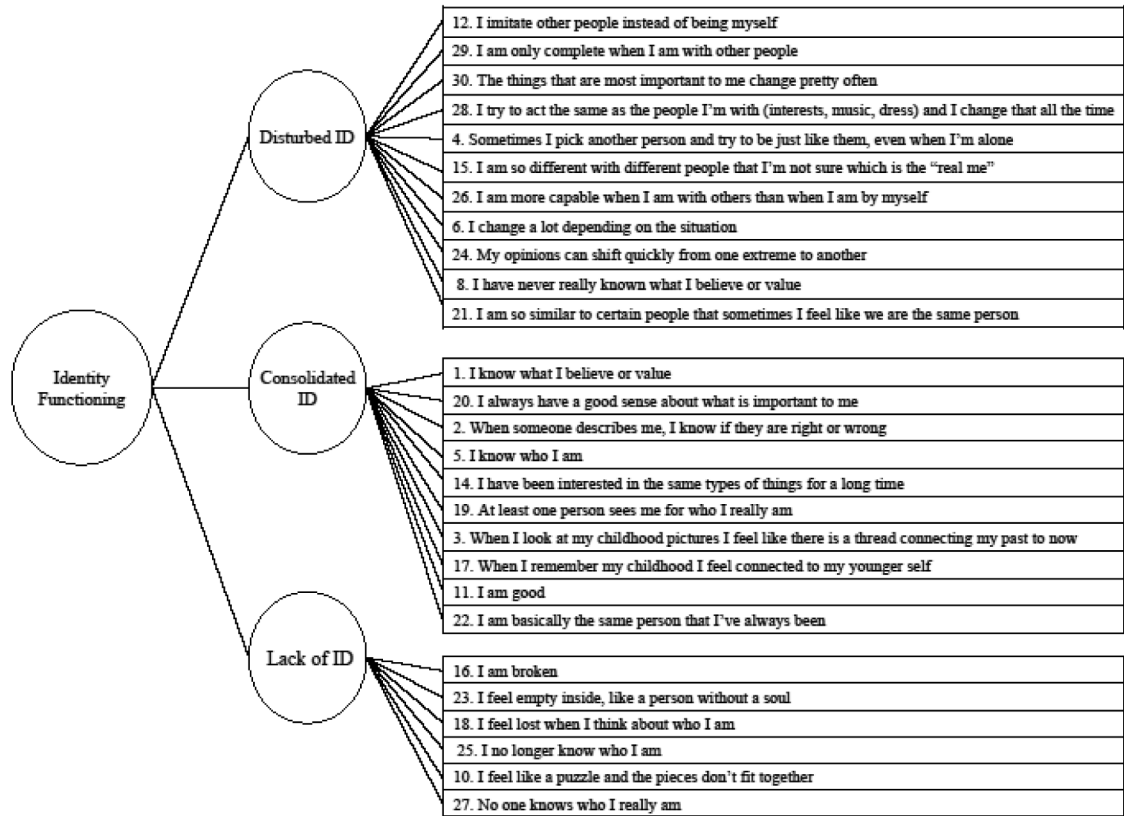 12. I imitate other people instead of being myself
29. I am only complete when I am with other people
30. The things that are most important to me change pretty often
28. I try to act the same as the people I'm with (interests, music, dress) and I change that all the time
Disturbed ID
4. Sometimes I pick another person and try to be just like them, even when I'm alone
15. I am so different with different people that I'm not sure which is the “real me”
26. I am more capable when I am with others than when I am by myself
6. I change a lot depending on the situation
24. My opinions can shift quickly from one extreme to another
8. I have never really known what I believe or value
21. I am so similar to certain people that sometimes I feel like we are the same person
Identity
Functioning
Consolidated
ID
1. I know what I believe or value
20. I always have a good sense about what is important to me
2. When someone describes me, I know if they are right or wrong
5. I know who I am
14. I have been interested in the same types of things for a long time
19. At least one person sees me for who I really am
3. When I look at my childhood pictures I feel like there is a thread connecting my past to now
17. When I remember my childhood I feel connected to my younger self
11. I am good
22. I am basically the same person that I've always been
Lack of ID
16. I am broken
23. I feel empty inside, like a person without a soul
18. I feel lost when I think about who I am
25. I no longer know who I am
10. I feel like a puzzle and the pieces don't fit together
27. No one knows who I really am